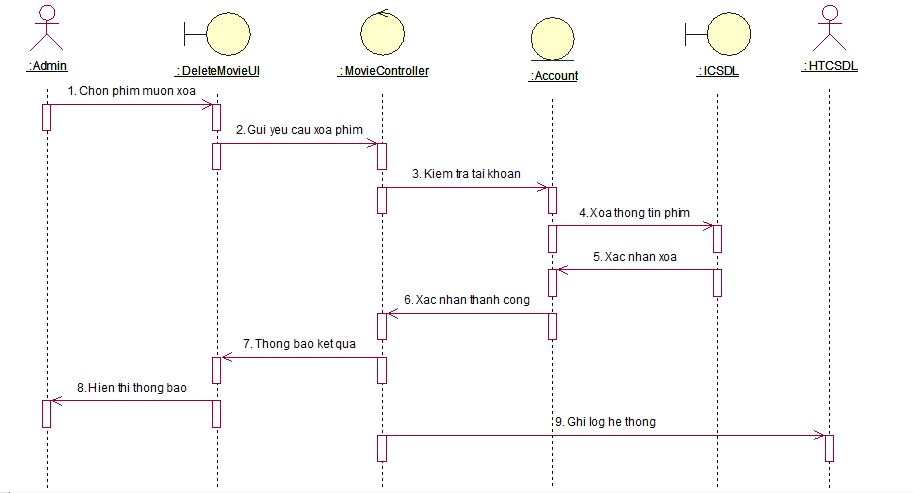 :Admin
: DeleteMovieUI
:MovieController
:Account
: ICSDL
: HTCSDL
1. Chon phim muon xoa
2. Gui yeu cau xoa phim
3. Kiem tra tai khoan
4. Xoa thong tin phim
5. Xac nhan xoa
6. Xac nhan thanh cong
7. Thong bao ket qua
8. Hien thi thong bao
9. Ghi log he thong